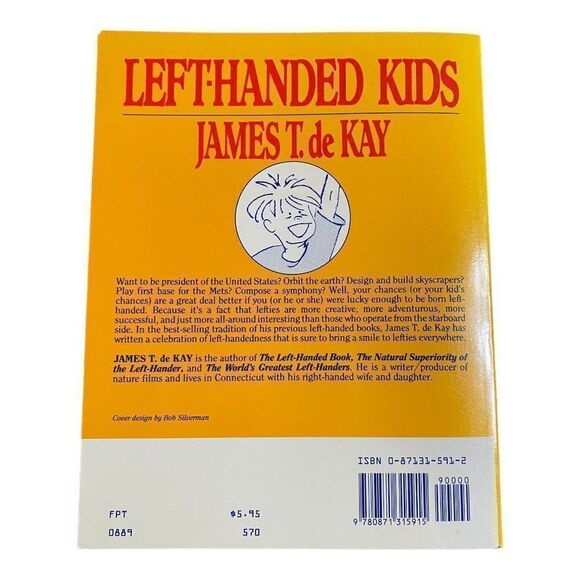 LEFT-HANDED KIDS
JAMES T. de KAY
Want to be president of the United States? Orbit the earth? Design and build skyscrapers?
Play first base for the Mets? Compose a symphony? Well, your chances (or your kid's
chances) are a great deal better if you (or he or she) were lucky enough to be born left-
handed. Because it's a fact that lefties are more creative, more adventurous, more
successful, and just more all-around interesting than those who operate from the starboard
side. In the best-selling tradition of his previous left-handed books, James T. de Kay has
written a celebration of left-handedness that is sure to bring a smile to lefties everywhere.
JAMES T. de KAY is the author of The Left-Handed Book, The Natural Superiority of
the Left-Hander, and The World's Greatest Left-Handers. He is a writer/producer of
nature films and lives in Connecticut with his right-handed wife and daughter.
Cover design by Bob Silverman
ISBN 0-87131-591-2
90000
9 780871 315915
FPT $5.95
0889 570